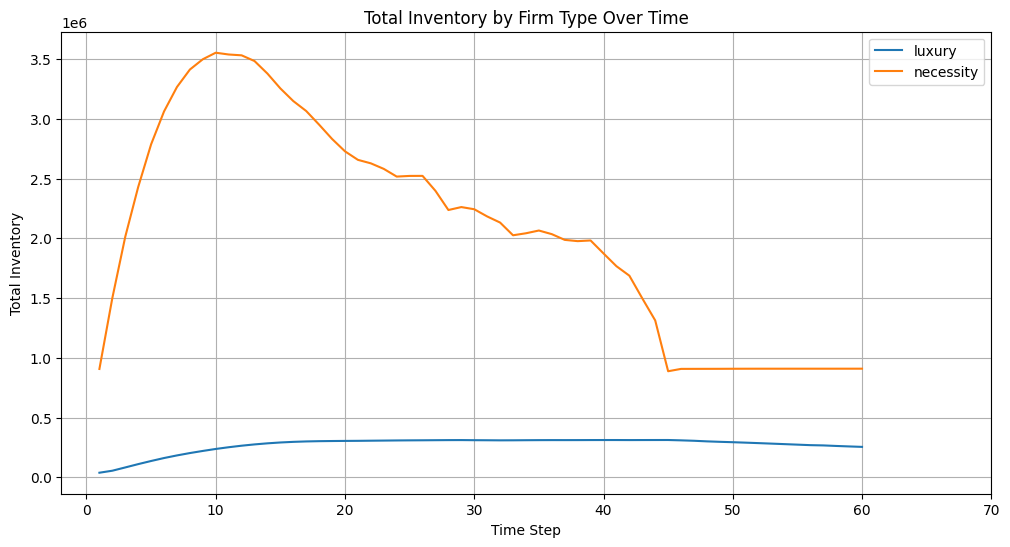 Total Inventory by Firm Type Over Time
1e6
luxury
necessity
3.5
3.0
2.5
2.0
1.5
1.0
0.5
0.0
Total Inventory
0 10 20 30 40 50 60 70
Time Step